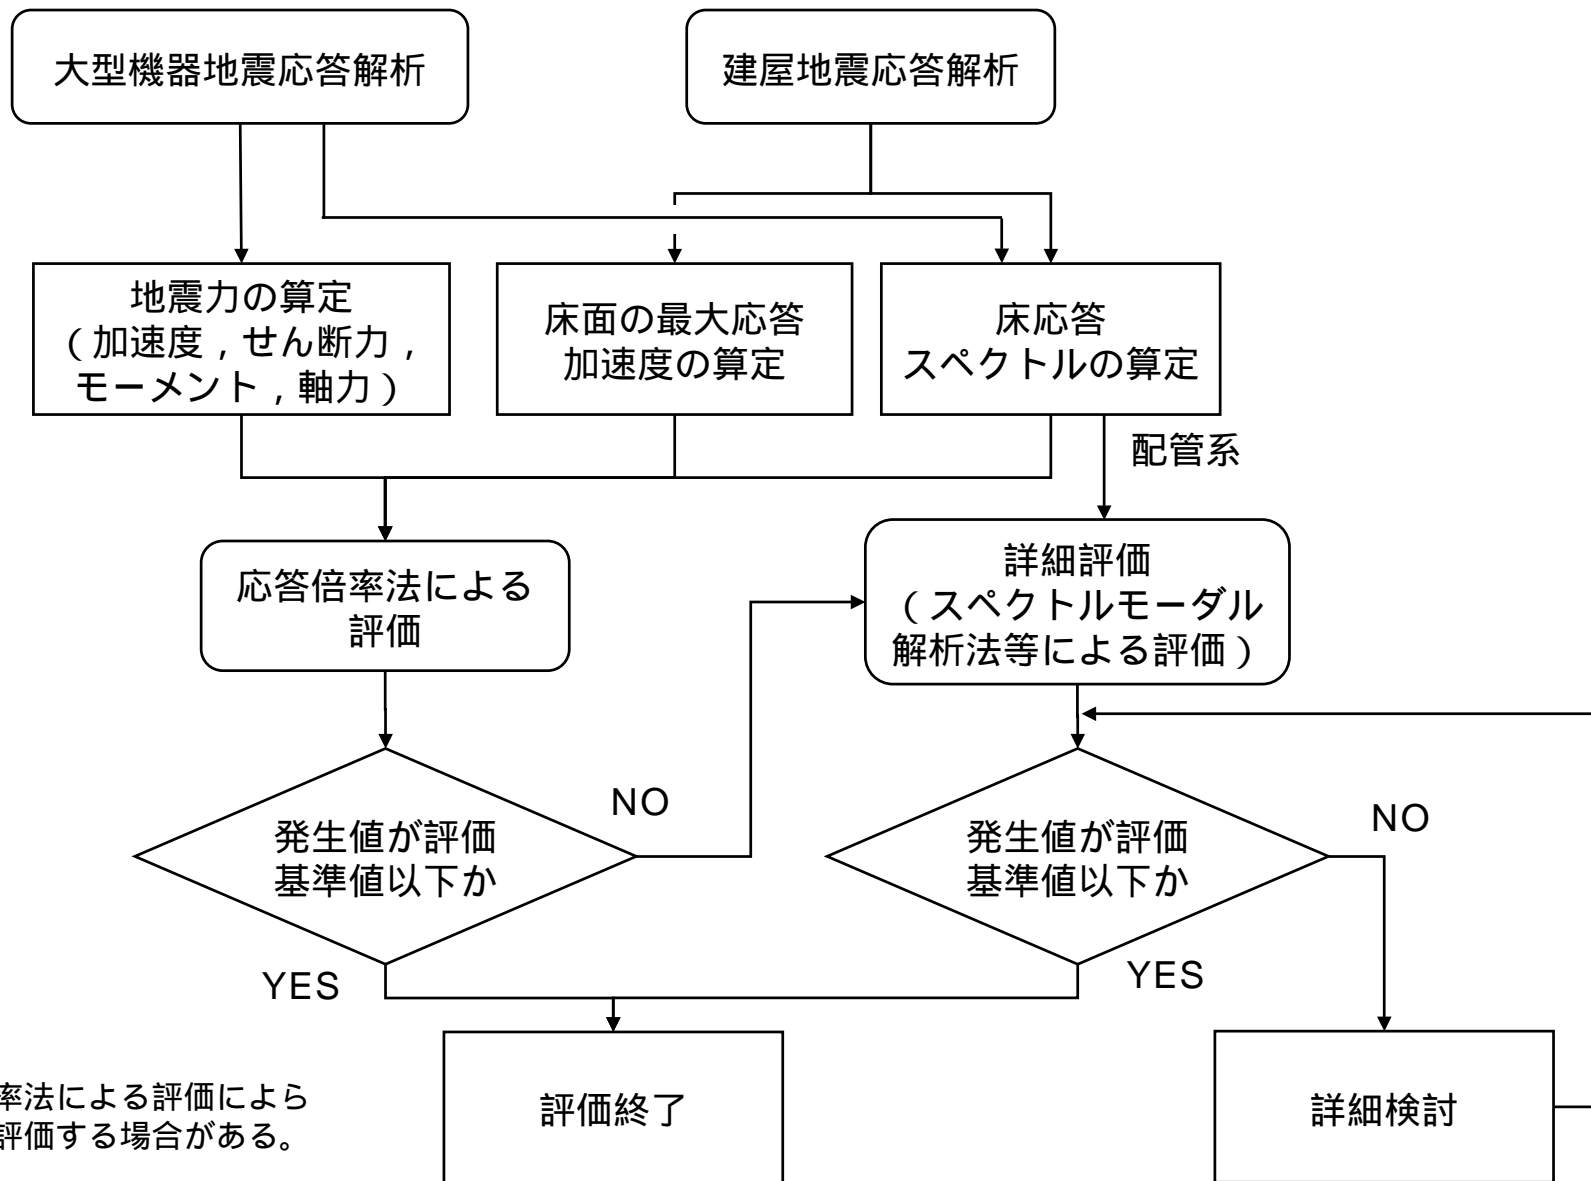 大型機器地震応答解析
建屋地震応答解析
地震力の算定
（加速度，せん断力，
モーメント，軸力）
床面の最大応答
加速度の算定
床応答
スペクトルの算定
配管系
応答倍率法による
評価
詳細評価
（スペクトルモーダル
解析法等による評価）
発生値が評価
基準値以下か
NO
YES
発生値が評価
基準値以下か
NO
YES
評価終了
詳細検討
率法による評価によら
評価する場合がある。